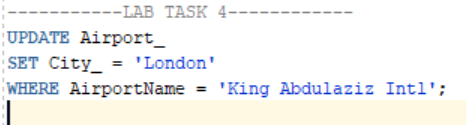 -----------LAB TASK 4------------
UPDATE Airport_
SET City_ = 'London'
WHERE AirportName = 'King Abdulaziz Intl';